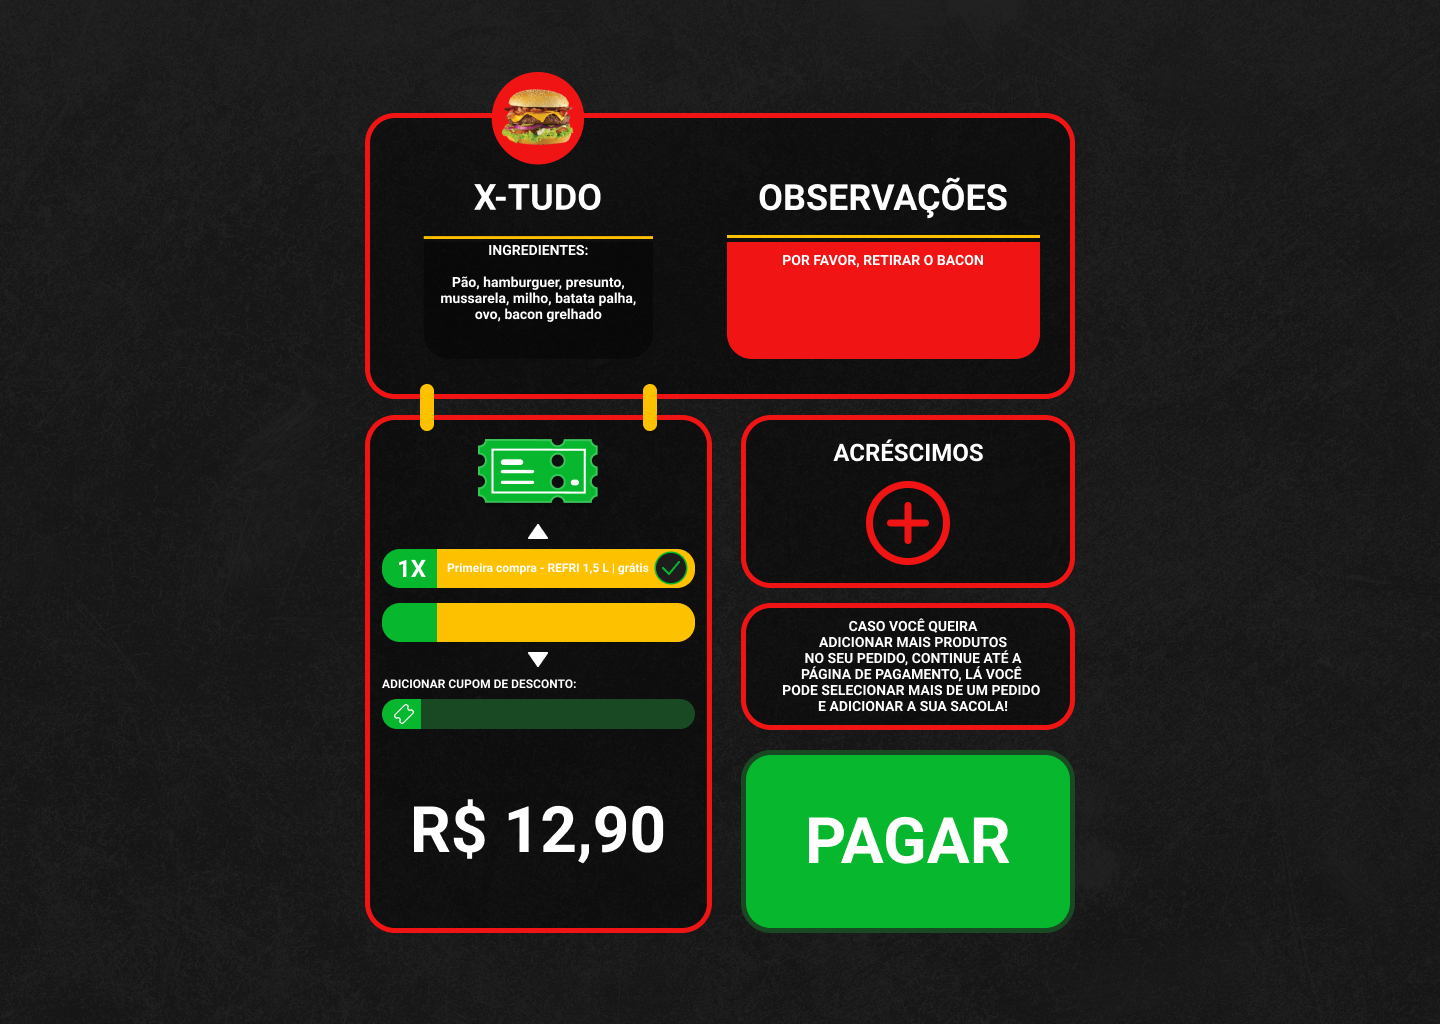 X-TUDO
INGREDIENTES:
Pão, hamburguer, presunto,
mussarela, milho, batata palha,
ovo, bacon grelhado
OBSERVAÇÕES
POR FAVOR, RETIRAR O BACON
1X Primeira compra - REFRI 1,5 L | grátis
ADICIONAR CUPOM DE DESCONTO:
R$ 12,90
ACRÉSCIMOS
CASO VOCÊ QUEIRA
ADICIONAR MAIS PRODUTOS
NO SEU PEDIDO, CONTINUE ATÉ A
PÁGINA DE PAGAMENTO, LÁ VOCÊ
PODE SELECIONAR MAIS DE UM PEDIDO
E ADICIONAR A SUA SACOLA!
PAGAR